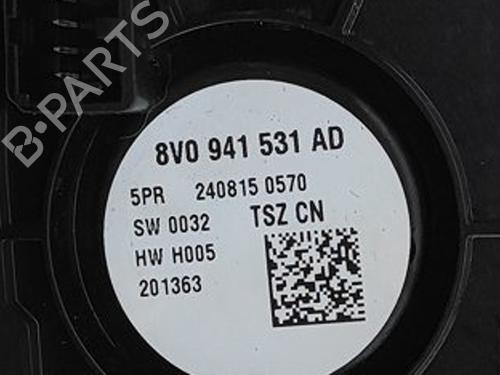 B-PARTS
8V0 941 531 AD
5PR 240815 0570
SW 0032 TSZ CN
HW H005
201363